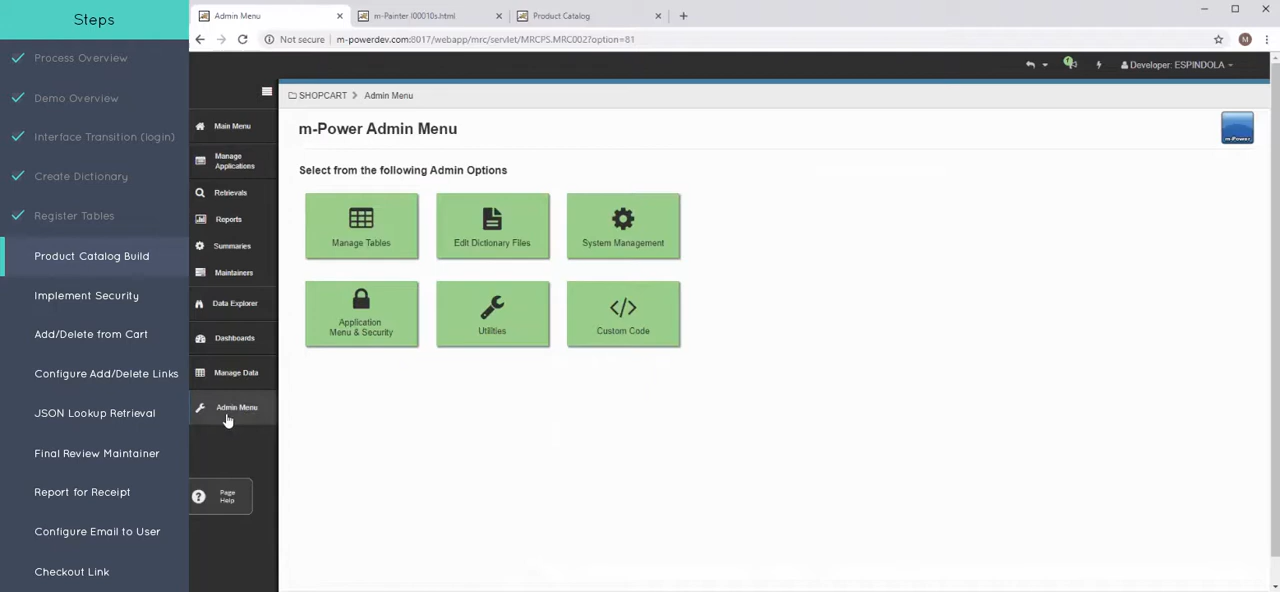 Steps
Process Overview
Demo Overview
Interface Transition (login)
Create Dictionary
Register Tables
Product Catalog Build
Implement Security
Add/Delete from Cart
Configure Add/Delete Links
JSON Lookup Retrieval
Final Review Maintainer
Report for Receipt
Configure Email to User
Checkout Link
Admin Menu
m-Painter I00010s.html
Product Catalog
Not secure
m-powerdev.com:8017/webapp/mrc/servlet/MRCPS.MRC002?option=81
M
Developer: ESPINDOLA
Main Menu
Manage
Applications
Retrievals
Reports
Summaries
Maintainers
Data Explorer
Dashboards
Manage Data
Admin Menu
Page
Help
SHOPCART
Admin Menu
m-Power Admin Menu
m-Power
Select from the following Admin Options
Manage Tables
Edit Dictionary Files
System Management
Application
Menu & Security
Utilities
Custom Code